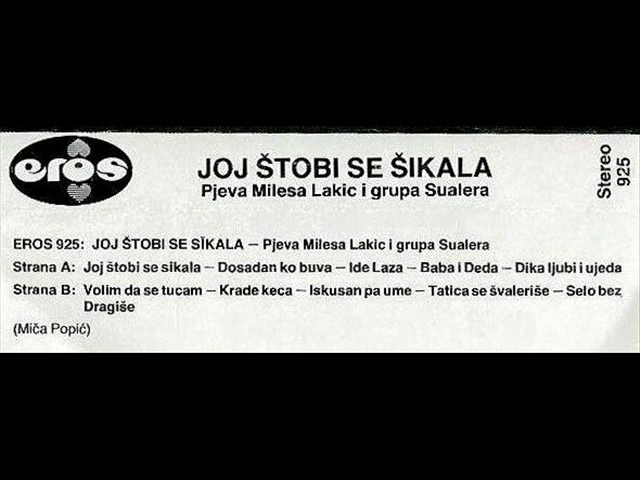 eros
JOJ ŠTOBI SE ŠIKALA
Pjeva Milesa Lakic i grupa Sualera
Stereo
925
EROS 925: JOJ ŠTOBI SE SĬKALA – Pjeva Milesa Lakic i grupa Sualera
Strana A: Joj štobi se sikala – Dosadan ko buva – Ide Laza – Baba i Deda – Dika ljubi i ujeda
Strana B: Volim da se tucam – Krade keca – Iskusan pa ume – Tatica se švaleriše – Selo bez
Dragiše
(Miča Popić)